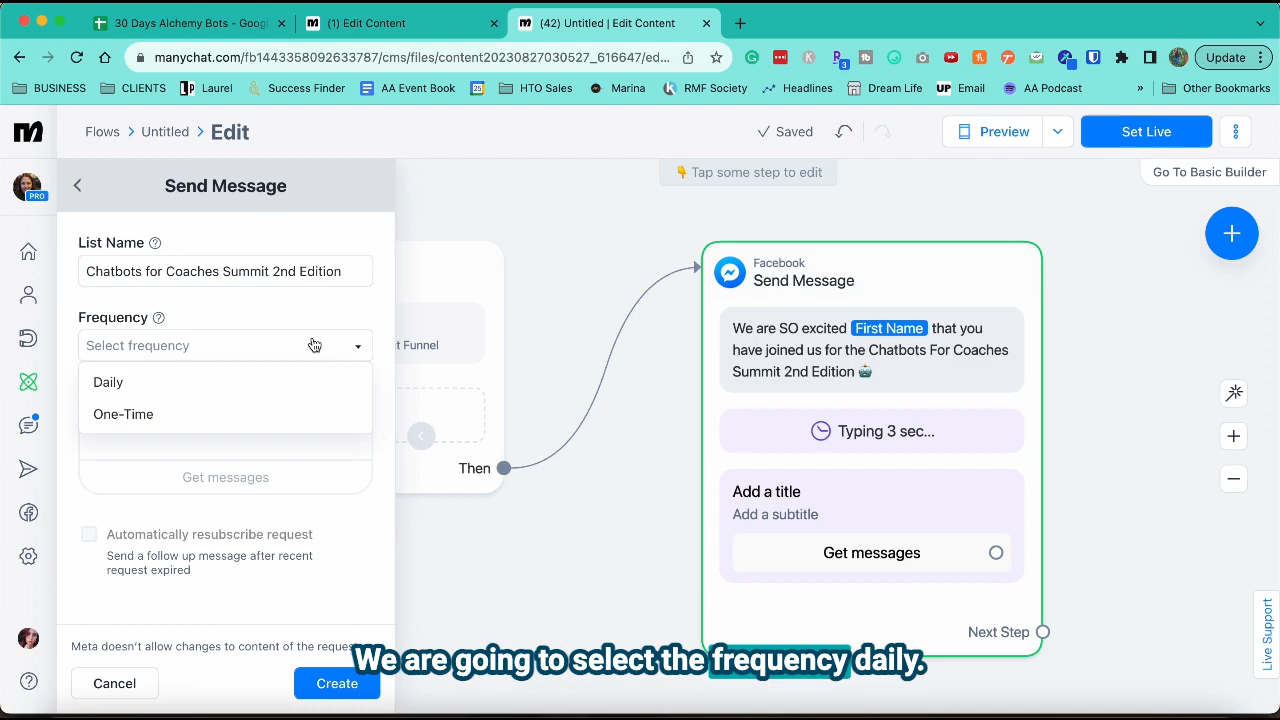 30 Days Alchemy Bots - Googl
(1) Edit Content
(42) Untitled | Edit Content
manychat.com/fb1443358092633787/cms/files/content20230827030527_616647/ed...
Update
BUSINESS
CLIENTS
Laurel
Success Finder
AA Event Book
HTO Sales
Marina
RMF Society
Headlines
Dream Life
UP Email
AA Podcast
»
Other Bookmarks
Flows > Untitled > Edit
Saved
Preview
Set Live
👇 Tap some step to edit
Go To Basic Builder
PRO
Send Message
List Name
Chatbots for Coaches Summit 2nd Edition
Frequency
Select frequency
Daily
One-Time
Get messages
Automatically resubscribe request
Send a follow up message after recent
request expired
Meta doesn't allow changes to content of the reques
Cancel
Create
t Funnel
Then
Facebook
Send Message
We are SO excited First Name that you
have joined us for the Chatbots For Coaches
Summit 2nd Edition 🤖
Typing 3 sec...
Add a title
Add a subtitle
Get messages
Next Step
Live Support
We are going to select the frequency daily.